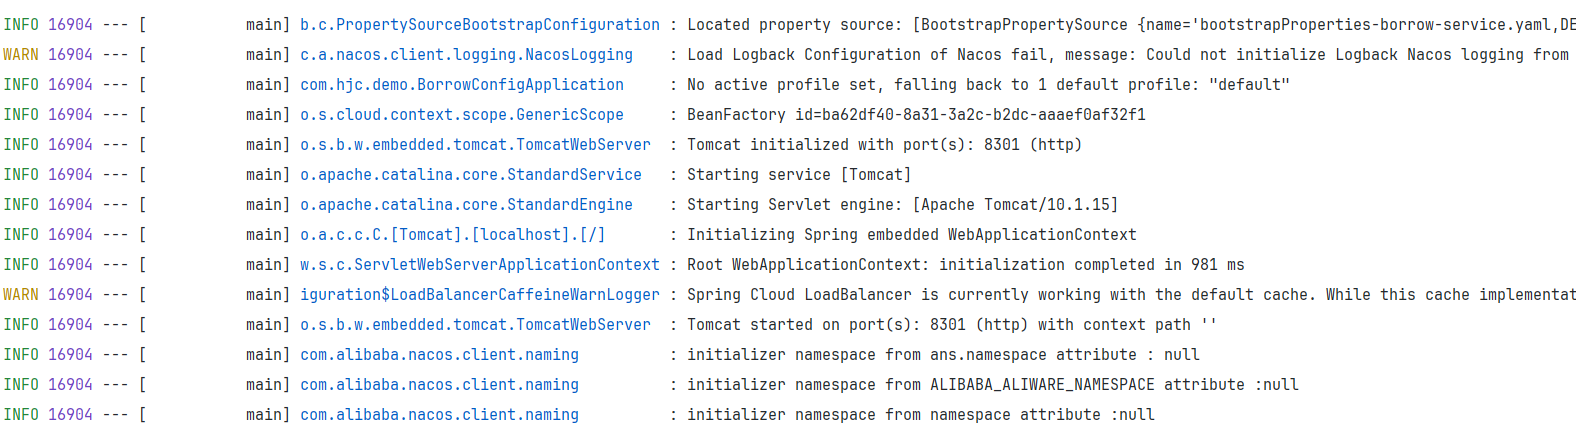 INFO 16904 --- [           main] b.c.PropertySourceBootstrapConfiguration : Located property source: [BootstrapPropertySource {name='bootstrapProperties-borrow-service.yaml,DE
WARN 16904 --- [           main] c.a.nacos.client.logging.NacosLogging    : Load Logback Configuration of Nacos fail, message: Could not initialize Logback Nacos logging from
INFO 16904 --- [           main] com.hjc.demo.BorrowConfigApplication     : No active profile set, falling back to 1 default profile: "default"
INFO 16904 --- [           main] o.s.cloud.context.scope.GenericScope     : BeanFactory id=ba62df40-8a31-3a2c-b2dc-aaaef0af32f1
INFO 16904 --- [           main] o.s.b.w.embedded.tomcat.TomcatWebServer  : Tomcat initialized with port(s): 8301 (http)
INFO 16904 --- [           main] o.apache.catalina.core.StandardService   : Starting service [Tomcat]
INFO 16904 --- [           main] o.apache.catalina.core.StandardEngine    : Starting Servlet engine: [Apache Tomcat/10.1.15]
INFO 16904 --- [           main] o.a.c.c.C.[Tomcat].[localhost].[/]       : Initializing Spring embedded WebApplicationContext
INFO 16904 --- [           main] w.s.c.ServletWebServerApplicationContext : Root WebApplicationContext: initialization completed in 981 ms
WARN 16904 --- [           main] iguration$LoadBalancerCaffeineWarnLogger : Spring Cloud LoadBalancer is currently working with the default cache. While this cache implementat
INFO 16904 --- [           main] o.s.b.w.embedded.tomcat.TomcatWebServer  : Tomcat started on port(s): 8301 (http) with context path ''
INFO 16904 --- [           main] com.alibaba.nacos.client.naming          : initializer namespace from ans.namespace attribute : null
INFO 16904 --- [           main] com.alibaba.nacos.client.naming          : initializer namespace from ALIBABA_ALIWARE_NAMESPACE attribute :null
INFO 16904 --- [           main] com.alibaba.nacos.client.naming          : initializer namespace from namespace attribute :null